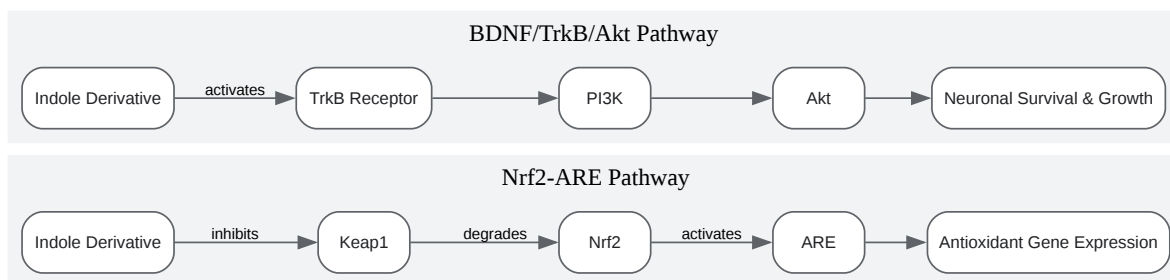 BDNF/TrkB/Akt Pathway
Indole Derivative
activates
TrkB Receptor
PI3K
Akt
Neuronal Survival & Growth
Nrf2-ARE Pathway
Indole Derivative
inhibits
Keap1
degrades
Nrf2
activates
ARE
Antioxidant Gene Expression